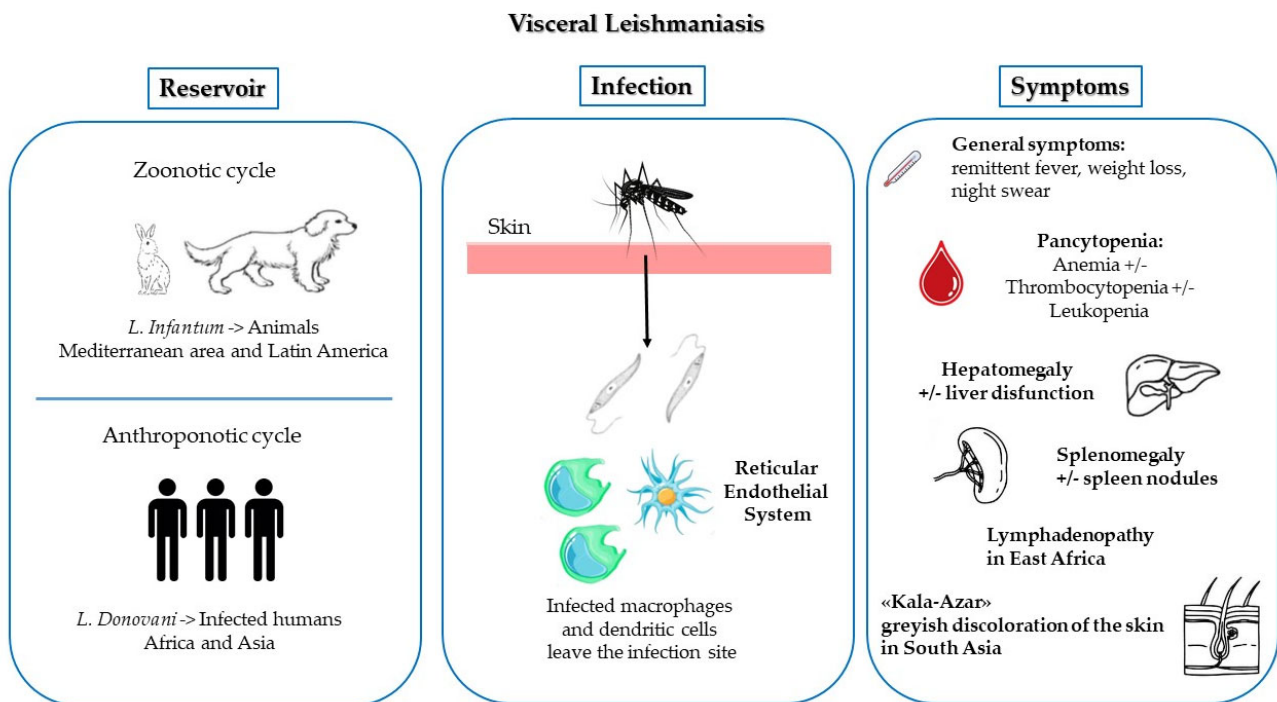 Visceral Leishmaniasis
Reservoir
Zoonotic cycle
L. Infantum -> Animals
Mediterranean area and Latin America
Anthroponotic cycle
L. Donovani -> Infected humans
Africa and Asia
Infection
Skin
Reticular
Endothelial
System
Infected macrophages
and dendritic cells
leave the infection site
Symptoms
General symptoms:
remittent fever, weight loss,
night swear
Pancytopenia:
Anemia +/-
Thrombocytopenia +/-
Leukopenia
Hepatomegaly
+/- liver disfunction
Splenomegaly
+/- spleen nodules
Lymphadenopathy
in East Africa
«Kala-Azar»
greyish discoloration of the skin
in South Asia